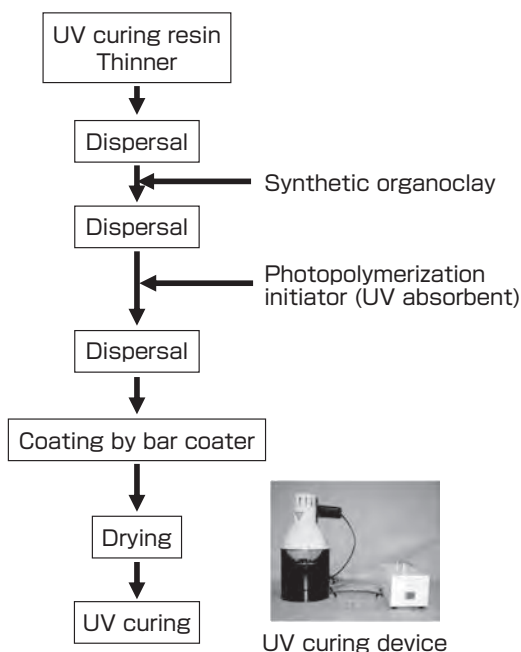 UV curing resin
Thinner
Dispersal
Synthetic organoclay
Dispersal
Photopolymerization
initiator (UV absorbent)
Dispersal
Coating by bar coater
Drying
UV curing
UV curing device